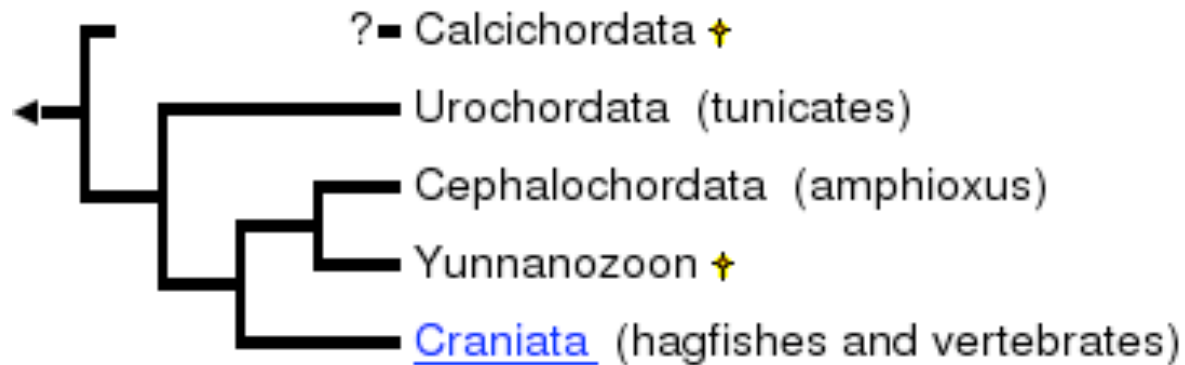 ? Calcichordata
Urochordata (tunicates)
Cephalochordata (amphioxus)
Yunnanozoon
Craniata (hagfishes and vertebrates)